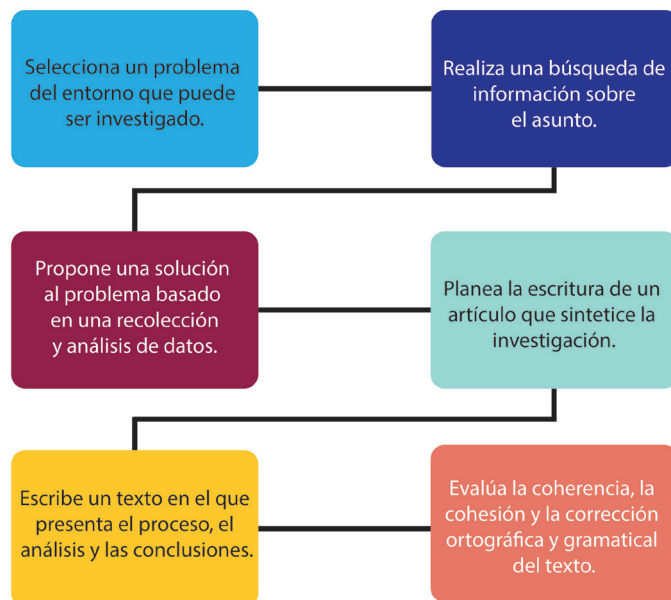 Selecciona un problema
del entorno que puede
ser investigado.
Realiza una búsqueda de
información sobre
el asunto.
Propone una solución
al problema basado
en una recolección
y análisis de datos.
Planea la escritura de un
artículo que sintetice la
investigación.
Escribe un texto en el que
presenta el proceso, el
análisis y las conclusiones.
Evalúa la coherencia, la
cohesión y la corrección
ortográfica y gramatical
del texto.